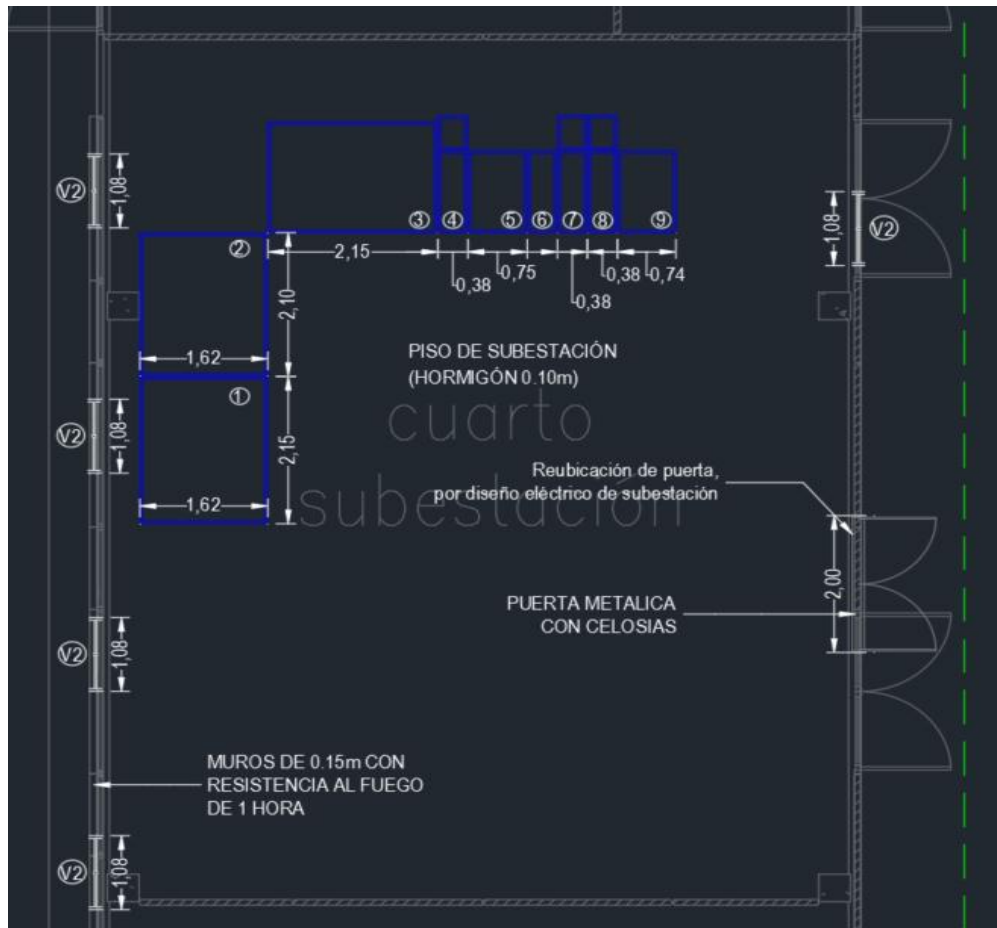 1,08
V2
③
④
⑤
⑥
⑦
⑧
⑨
1,08
V2
②
2,15
0,38
0,75
0,38
0,38
0,74
2,10
1,62
PISO DE SUBESTACIÓN
(HORMIGÓN 0.10m)
①
cuarto
V2
1,08
2,15
Reubicación de puerta,
por diseño eléctrico de subestación
1,62
subestación
2,00
PUERTA METALICA
CON CELOSIAS
V2
1,08
MUROS DE 0.15m CON
RESISTENCIA AL FUEGO
DE 1 HORA
V2
1,08